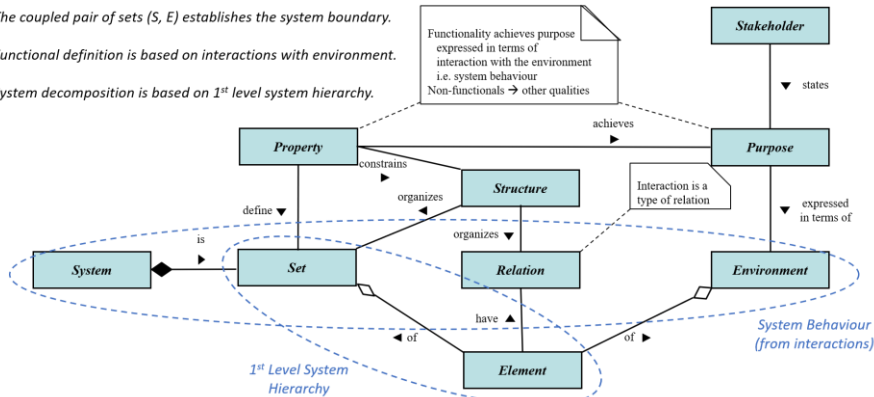 The coupled pair of sets (S, E) establishes the system boundary.
Functional definition is based on interactions with environment.
System decomposition is based on 1st level system hierarchy.
Functionality achieves purpose
expressed in terms of
interaction with the environment
i.e. system behaviour
Non-functionals → other qualities
Stakeholder
states
achieves
Property
Purpose
constrains
Structure
Interaction is a
type of relation
organizes
define
organizes
expressed
in terms of
is
System
Set
Relation
Environment
have
of
of
System Behaviour
(from interactions)
1st Level System
Hierarchy
Element